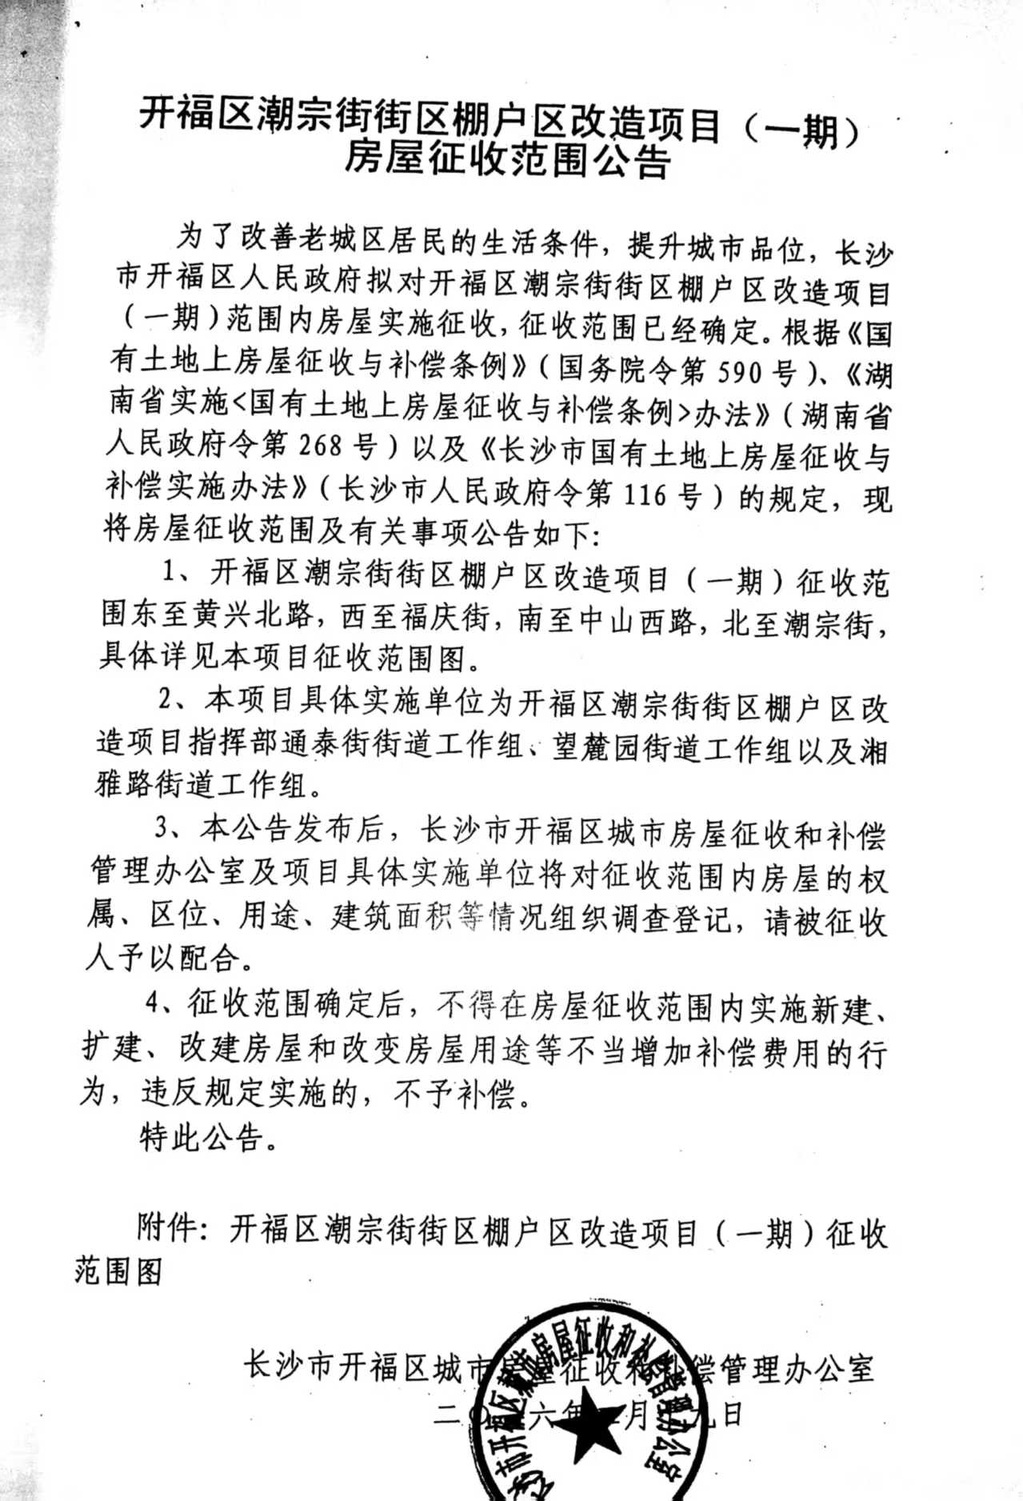 开福区潮宗街街区棚户区改造项目（一期）
房屋征收范围公告
为了改善老城区居民的生活条件，提升城市品位，长沙
市开福区人民政府拟对开福区潮宗街街区棚户区改造项目
（一期）范围内房屋实施征收，征收范围已经确定。根据《国
有土地上房屋征收与补偿条例》（国务院令第 590 号）、《湖
南省实施<国有土地上房屋征收与补偿条例>办法》（湖南省
人民政府令第 268 号）以及《长沙市国有土地上房屋征收与
补偿实施办法》（长沙市人民政府令第 116 号）的规定，现
将房屋征收范围及有关事项公告如下：
1、开福区潮宗街街区棚户区改造项目（一期）征收范
围东至黄兴北路，西至福庆街，南至中山西路，北至潮宗街，
具体详见本项目征收范围图。
2、本项目具体实施单位为开福区潮宗街街区棚户区改
造项目指挥部通泰街街道工作组、望麓园街道工作组以及湘
雅路街道工作组。
3、本公告发布后，长沙市开福区城市房屋征收和补偿
管理办公室及项目具体实施单位将对征收范围内房屋的权
属、区位、用途、建筑面积等情况组织调查登记，请被征收
人予以配合。
4、征收范围确定后，不得在房屋征收范围内实施新建、
扩建、改建房屋和改变房屋用途等不当增加补偿费用的行
为，违反规定实施的，不予补偿。
特此公告。
附件：开福区潮宗街街区棚户区改造项目（一期）征收
范围图
长沙市开福区城市房屋征收和补偿管理办公室
二〇 六年 月 九日
市开福区城市房屋征收和补偿管理办公室